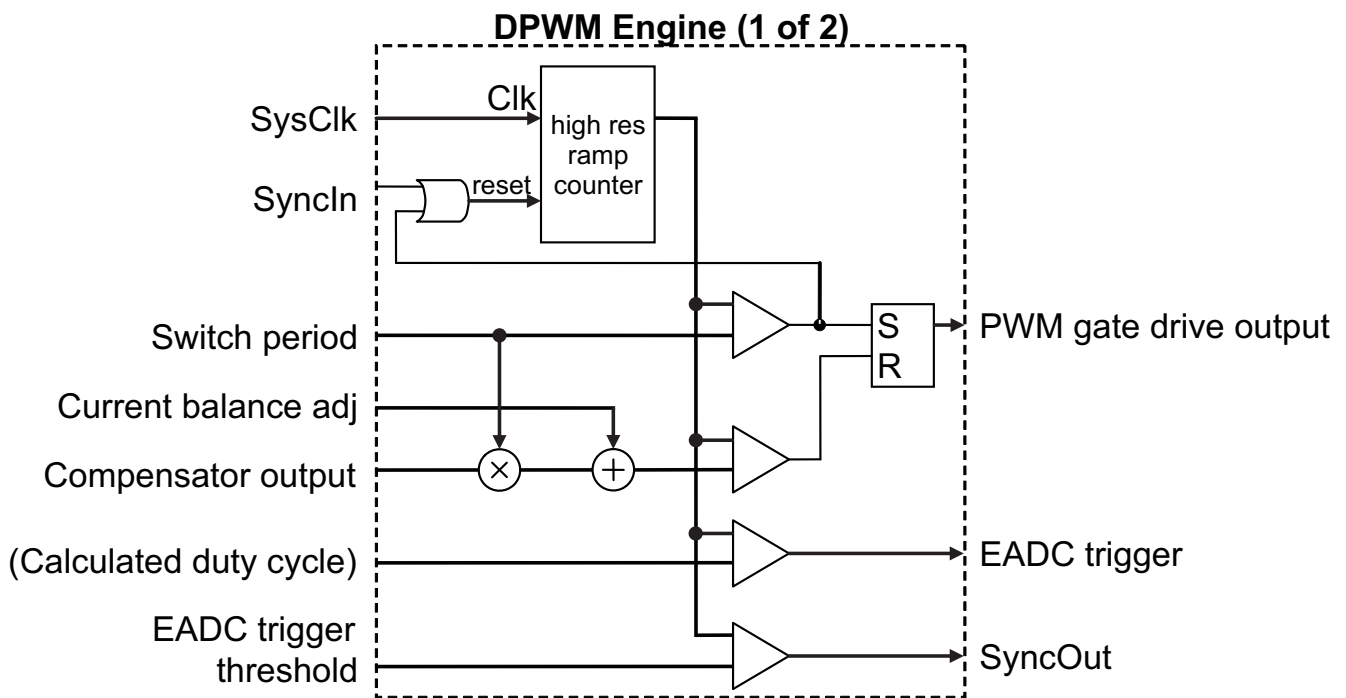 DPWM Engine (1 of 2)
SysClk
Clk
high res
ramp
counter
SyncIn
reset
Switch period
S
R
PWM gate drive output
Current balance adj
Compensator output
×
+
(Calculated duty cycle)
EADC trigger
EADC trigger
threshold
SyncOut